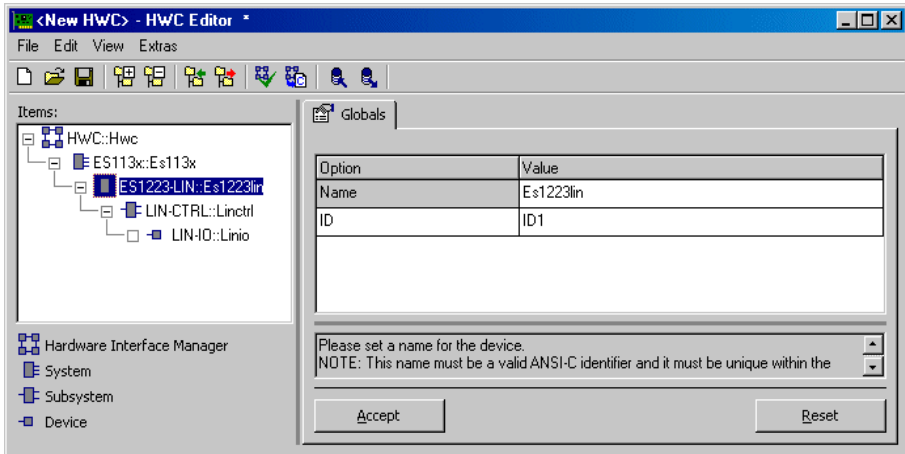 <New HWC> - HWC Editor *
File Edit View Extras
Items:
HWC::Hwc
ES113x::Es113x
ES1223-LIN::Es1223lin
LIN-CTRL::Linctrl
LIN-IO::Linio
Hardware Interface Manager
System
Subsystem
Device
Globals
Option Value
Name Es1223lin
ID ID1
Please set a name for the device.
NOTE: This name must be a valid ANSI-C identifier and it must be unique within the
Accept Reset